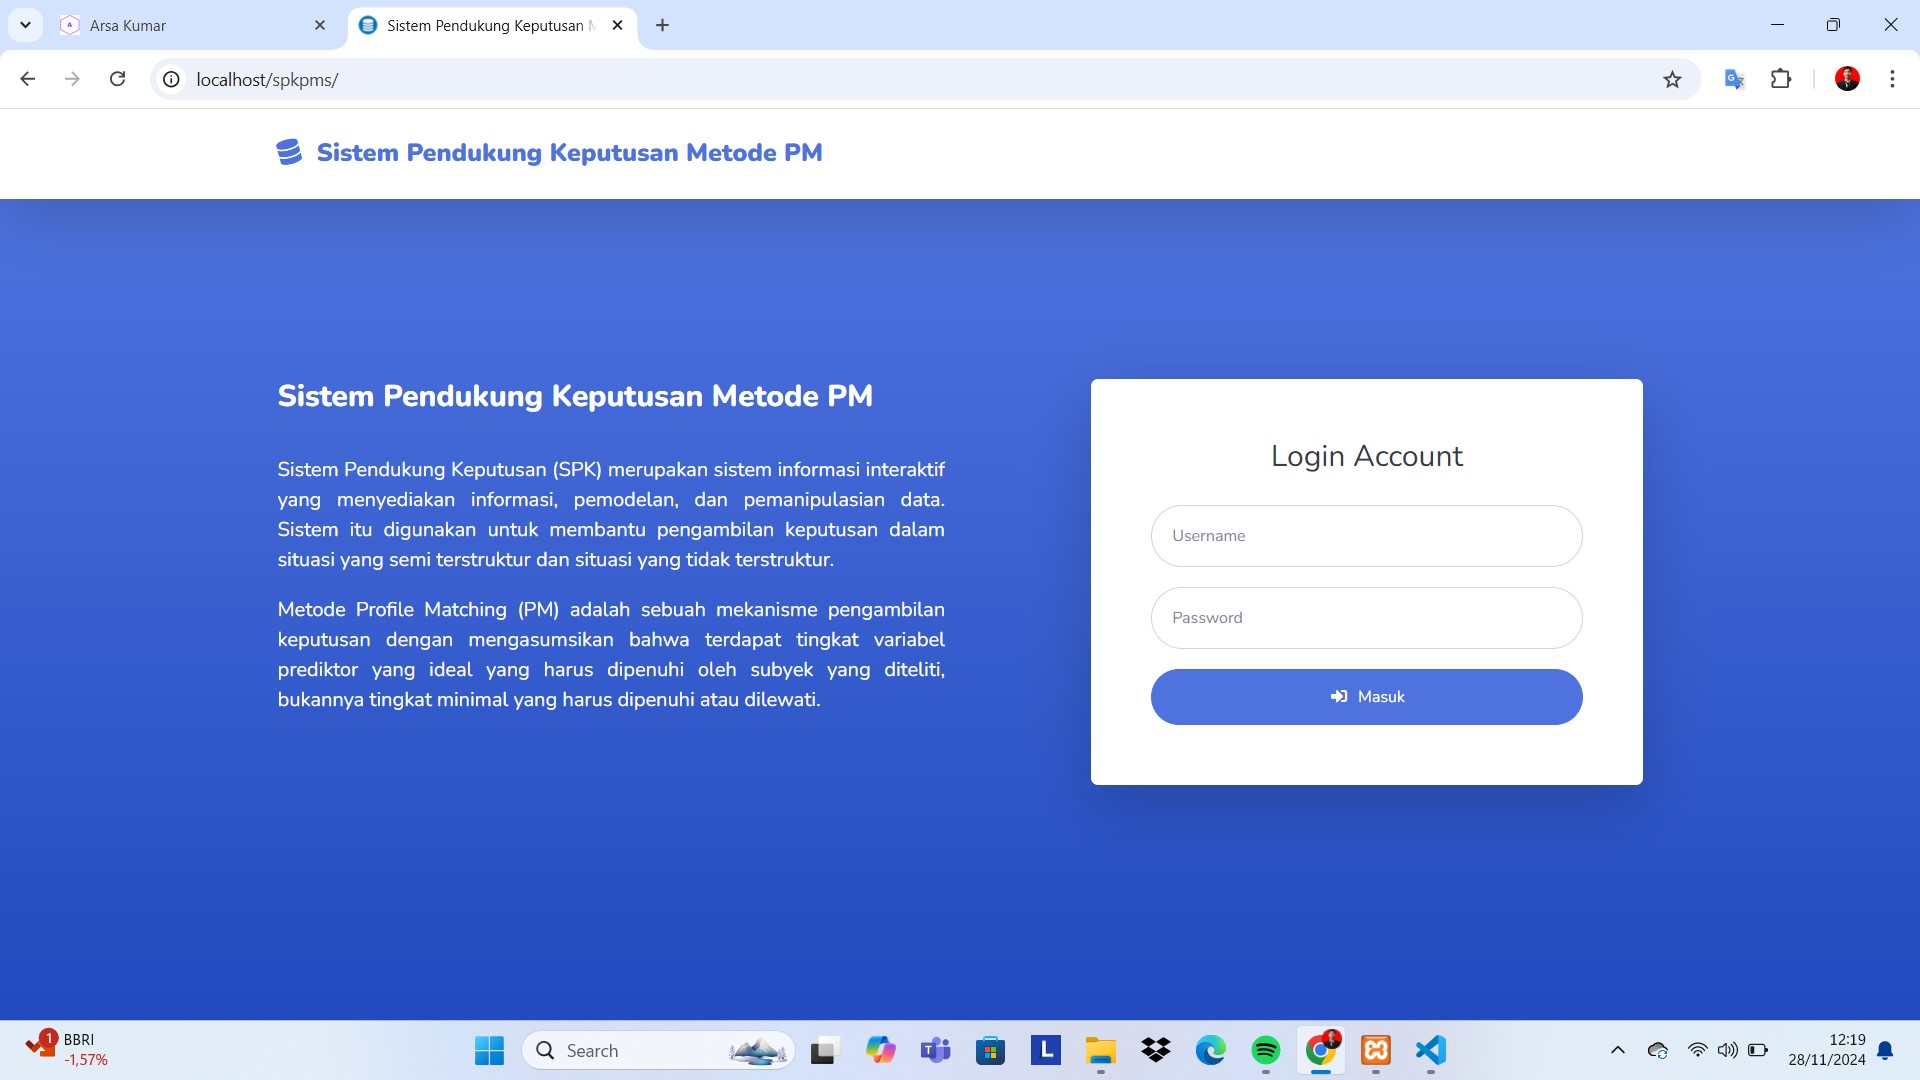 Arsa Kumar
Sistem Pendukung Keputusan
localhost/spkpms/
Sistem Pendukung Keputusan Metode PM
Sistem Pendukung Keputusan Metode PM
Sistem Pendukung Keputusan (SPK) merupakan sistem informasi interaktif
yang menyediakan informasi, pemodelan, dan pemanipulasian data.
Sistem itu digunakan untuk membantu pengambilan keputusan dalam
situasi yang semi terstruktur dan situasi yang tidak terstruktur.
Metode Profile Matching (PM) adalah sebuah mekanisme pengambilan
keputusan dengan mengasumsikan bahwa terdapat tingkat variabel
prediktor yang ideal yang harus dipenuhi oleh subyek yang diteliti,
bukannya tingkat minimal yang harus dipenuhi atau dilewati.
Login Account
Username
Password
Masuk
1
BBRI
-1,57%
Search
L
12:19
28/11/2024